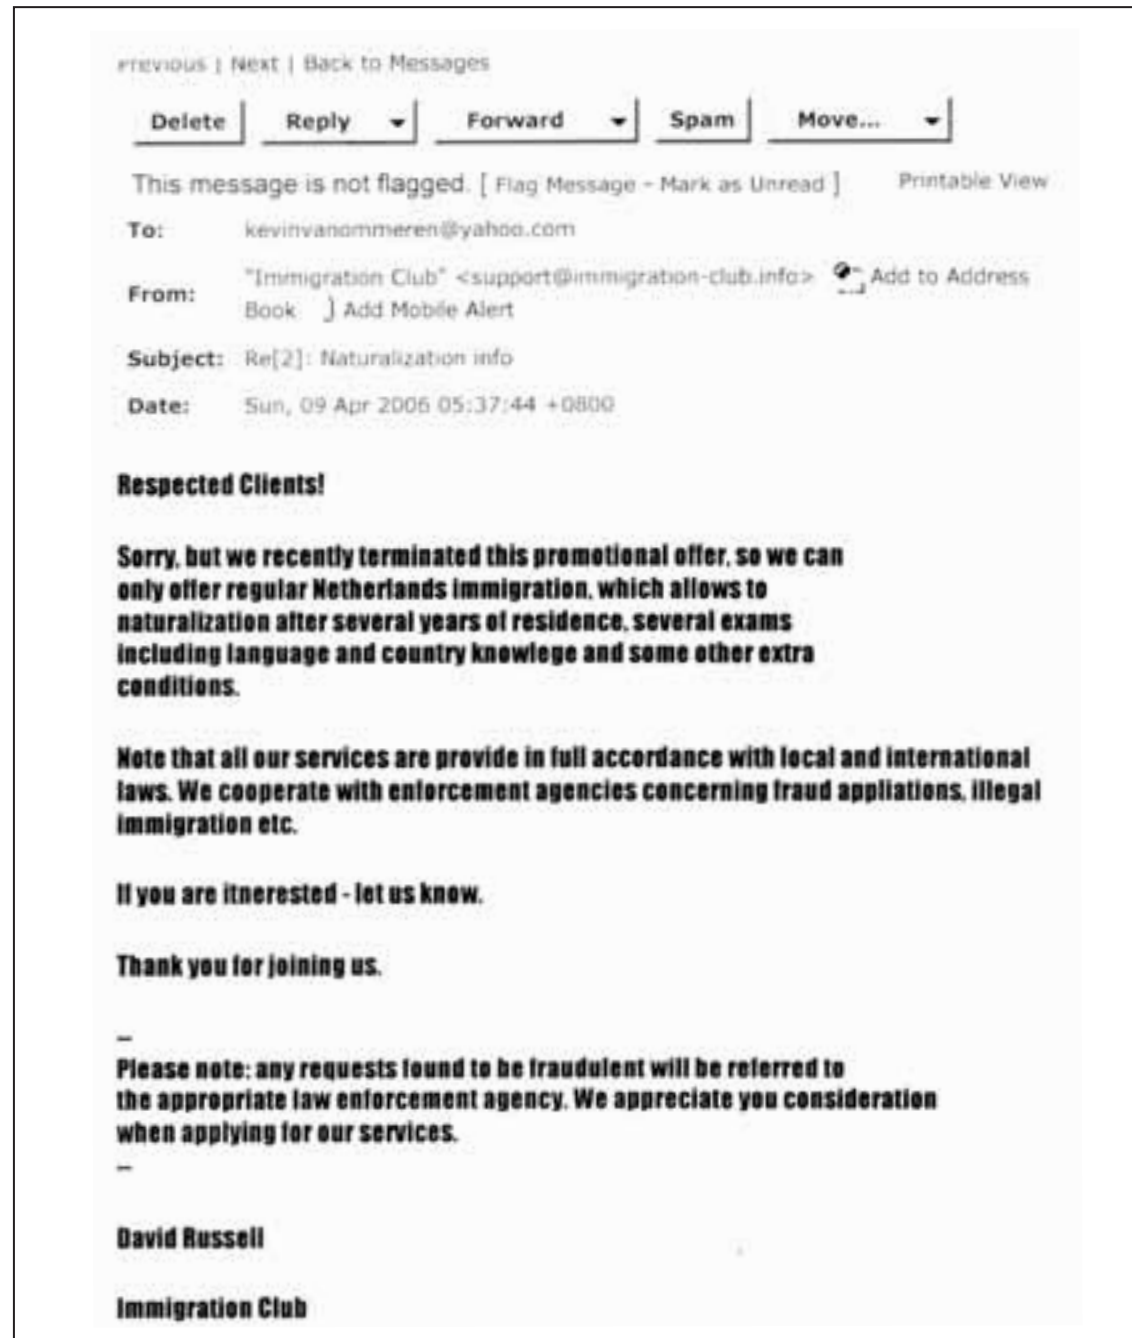 Previous | Next | Back to Messages
Delete Reply Forward Spam Move...
This message is not flagged. [ Flag Message - Mark as Unread ] Printable View
To: kevinvanommeren@yahoo.com
From: "Immigration Club" <support@immigration-club.info> Add to Address
Book Add Mobile Alert
Subject: Re[2]: Naturalization info
Date: Sun, 09 Apr 2006 05:37:44 +0800
Respected Clients!
Sorry, but we recently terminated this promotional offer, so we can
only offer regular Netherlands immigration, which allows to
naturalization after several years of residence, several exams
including language and country knowlege and some other extra
conditions.
Note that all our services are provide in full accordance with local and international
laws. We cooperate with enforcement agencies concerning fraud appliations, illegal
immigration etc.
If you are itnerested - let us know.
Thank you for joining us.
--
Please note: any requests found to be fraudulent will be referred to
the appropriate law enforcement agency. We appreciate you consideration
when applying for our services.
--
David Russell
Immigration Club